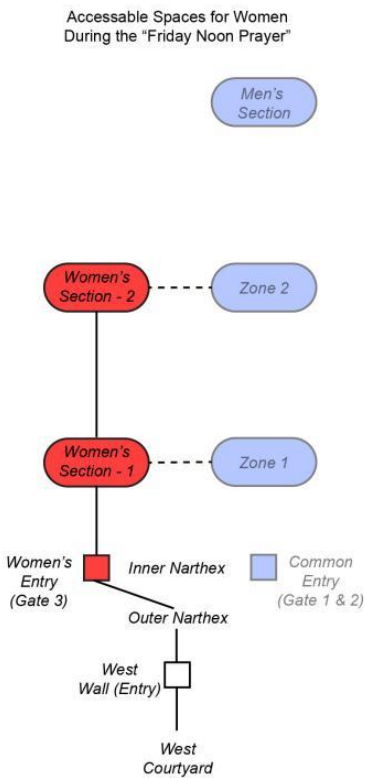 Accessable Spaces for Women
During the “Friday Noon Prayer”
Men's
Section
Women's
Section - 2
Zone 2
Women's
Section - 1
Zone 1
Women's
Entry
(Gate 3)
Inner Narthex
Common
Entry
(Gate 1 & 2)
Outer Narthex
West
Wall (Entry)
West
Courtyard